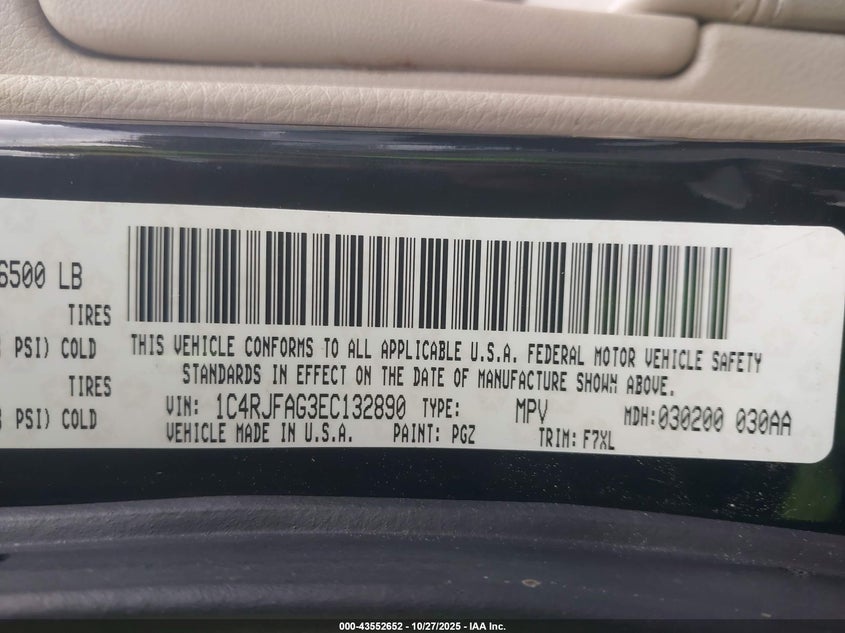 6500 LB
TIRES
PSI) COLD
TIRES
PSI) COLD
THIS VEHICLE CONFORMS TO ALL APPLICABLE U.S.A. FEDERAL MOTOR VEHICLE SAFETY
STANDARDS IN EFFECT ON THE DATE OF MANUFACTURE SHOWN ABOVE.
VIN: 1C4RJFAG3EC132890 TYPE: MPV MDH:030200 030AA
VEHICLE MADE IN U.S.A. PAINT: PGZ TRIM: F7XL
000-43552652 | 10/27/2025 - IAA Inc.